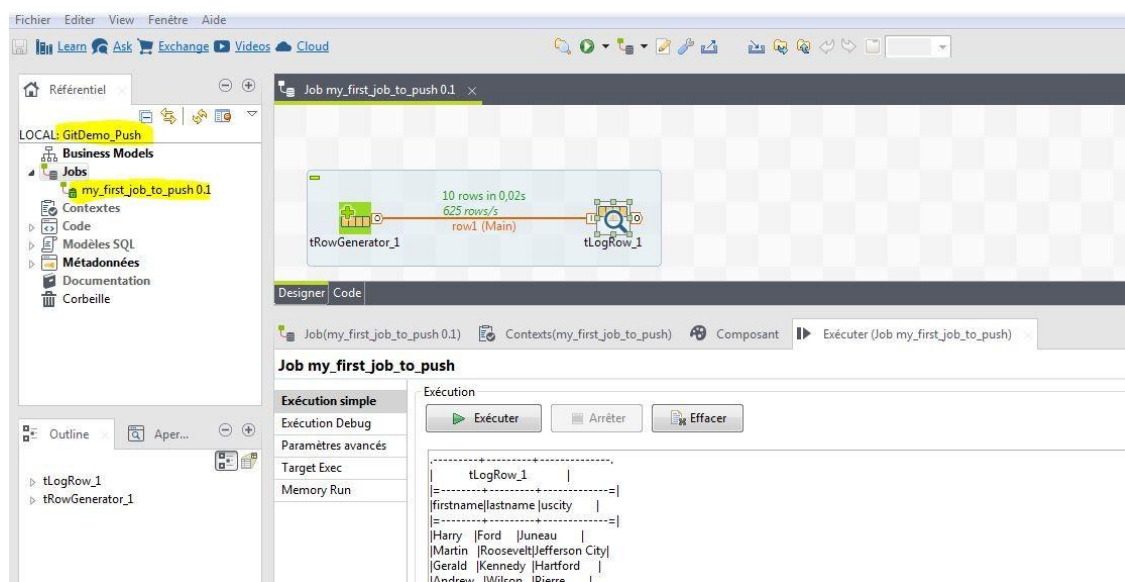 Fichier Editer View Fenêtre Aide
Learn Ask Exchange Videos Cloud
Référentiel
LOCAL: GitDemo_Push
Business Models
Jobs
my_first_job_to_push 0.1
Contextes
Code
Modèles SQL
Métadonnées
Documentation
Corbeille
Job my_first_job_to_push 0.1
10 rows in 0,02s
625 rows/s
row1 (Main)
tRowGenerator_1
tLogRow_1
Designer Code
Job(my_first_job_to_push 0.1) Contexts(my_first_job_to_push) Composant Exécuter (Job my_first_job_to_push)
Job my_first_job_to_push
Exécution simple
Exécution Debug
Paramètres avancés
Target Exec
Memory Run
Exécution
Exécuter Arrêter Effacer
.---------+---------+--------------.
| tLogRow_1 |
|=--------+---------+-------------=|
|firstname|lastname |uscity |
|=--------+---------+-------------=|
|Harry |Ford |Juneau |
|Martin |Roosevelt|Jefferson City|
|Gerald |Kennedy |Hartford |
|Andrew |Wilson |Pierre |
Outline Aper...
tLogRow_1
tRowGenerator_1